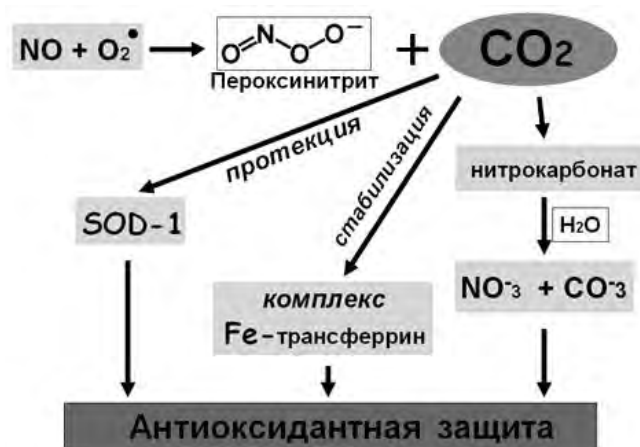 NO + O₂• 
O=N-O-O⁻
+
CO₂
Пероксинитрит
протекция
стабилизация
нитрокарбонат
SOD-1
H₂O
NO⁻₃ + CO⁻₃
комплекс
Fe-трансферрин
Антиоксидантная защита